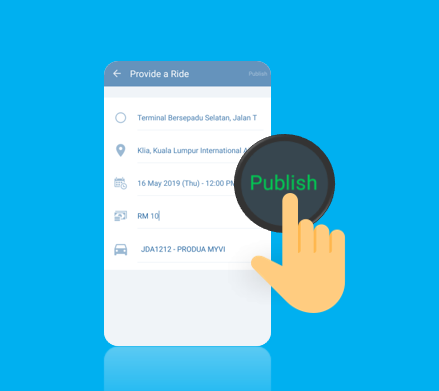 Provide a Ride Publish
Terminal Bersepadu Selatan, Jalan T
Klia, Kuala Lumpur International
16 May 2019 (Thu) - 12:00 PM
Publish
RM 10
JDA1212 - PRODUA MYVI